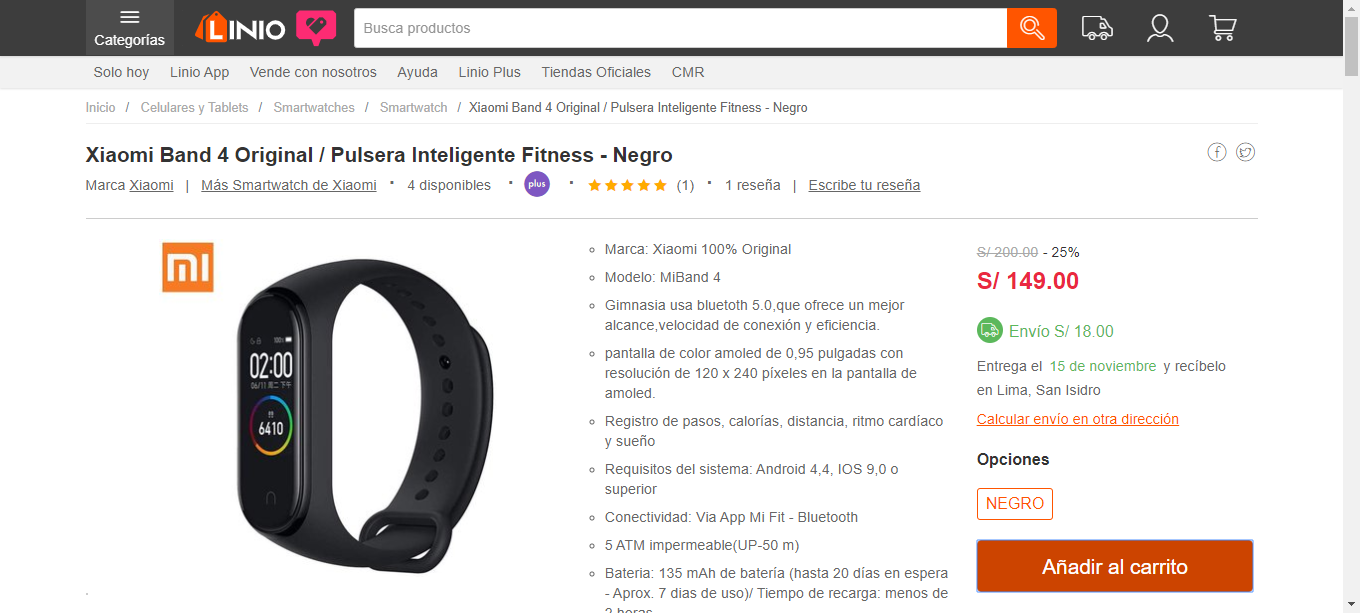 Categorías
LINIO
Busca productos
Solo hoy Linio App Vende con nosotros Ayuda Linio Plus Tiendas Oficiales CMR
Inicio / Celulares y Tablets / Smartwatches / Smartwatch / Xiaomi Band 4 Original / Pulsera Inteligente Fitness - Negro
Xiaomi Band 4 Original / Pulsera Inteligente Fitness - Negro
Marca Xiaomi | Más Smartwatch de Xiaomi · 4 disponibles · plus · (1) · 1 reseña | Escribe tu reseña
mi
02:00
06/11 周二 下午
6410
Marca: Xiaomi 100% Original
Modelo: MiBand 4
Gimnasia usa bluetoth 5.0,que ofrece un mejor
alcance,velocidad de conexión y eficiencia.
pantalla de color amoled de 0,95 pulgadas con
resolución de 120 x 240 píxeles en la pantalla de
amoled.
Registro de pasos, calorías, distancia, ritmo cardíaco
y sueño
Requisitos del sistema: Android 4,4, IOS 9,0 o
superior
Conectividad: Via App Mi Fit - Bluetooth
5 ATM impermeable(UP-50 m)
Bateria: 135 mAh de batería (hasta 20 días en espera
- Aprox. 7 dias de uso)/ Tiempo de recarga: menos de
2 horas
S/ 200.00 - 25%
S/ 149.00
Envío S/ 18.00
Entrega el 15 de noviembre y recíbelo
en Lima, San Isidro
Calcular envío en otra dirección
Opciones
NEGRO
Añadir al carrito